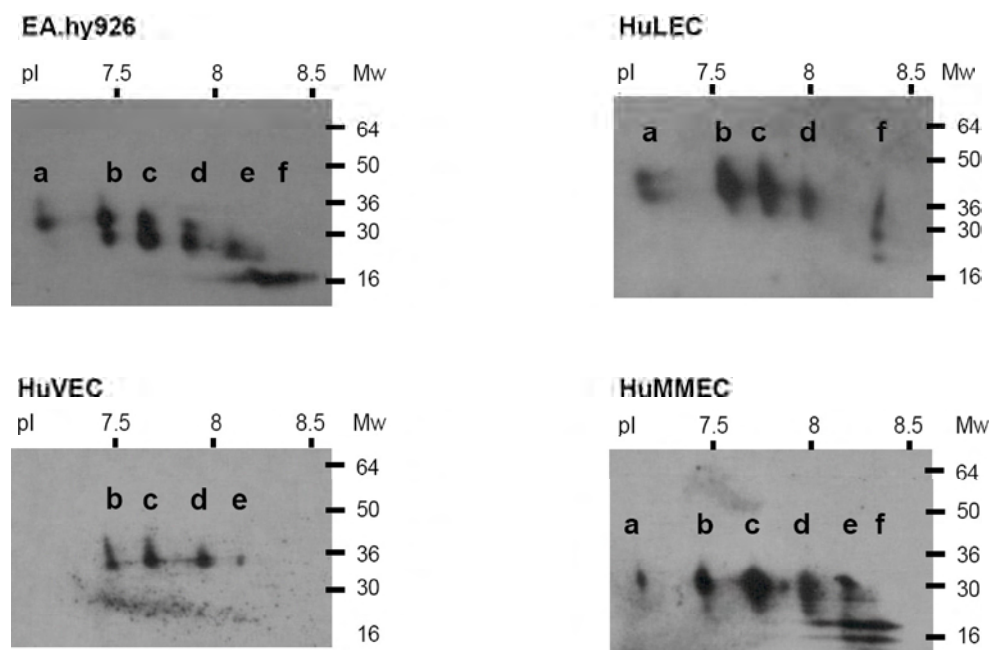 EA.hy926
pI 7.5 8 8.5 Mw
64
a b c d e f 50
36
30
16
HuLEC
pI 7.5 8 8.5 Mw
a b c d f 64
50
36
30
16
HuVEC
pI 7.5 8 8.5 Mw
64
b c d e 50
36
30
16
HuMMEC
pI 7.5 8 8.5 Mw
64
50
a b c d e f
36
30
16